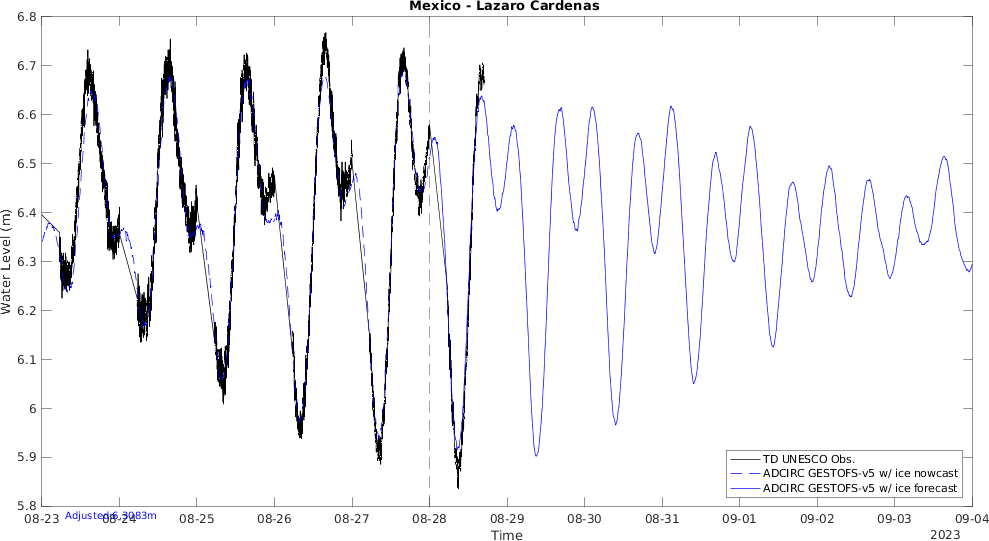 Mexico - Lazaro Cardenas
Water Level (m)
6.8
6.7
6.6
6.5
6.4
6.3
6.2
6.1
6
5.9
5.8
TD UNESCO Obs.
ADCIRC GESTOFS-v5 w/ ice nowcast
ADCIRC GESTOFS-v5 w/ ice forecast
08-23 08-24 08-25 08-26 08-27 08-28 08-29 08-30 08-31 09-01 09-02 09-03 09-04
Adjusted 6.3083m
Time
2023